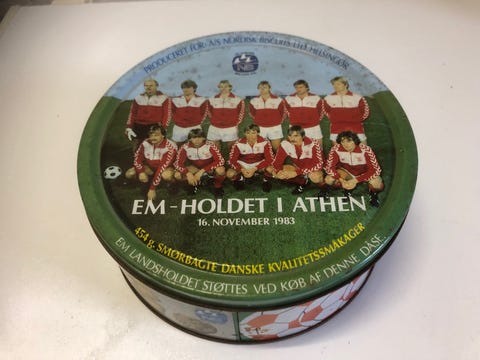 PRODUCERET FOR: A/S NORDISK BISCUITS LTD HELSINGØR
EM-HOLDET I ATHEN
16. NOVEMBER 1983
454 g. SMØRBAGTE DANSKE KVALITETSSMÅKAGER
EM LANDSHOLDET STØTTES VED KØB AF DENNE DÅSE.